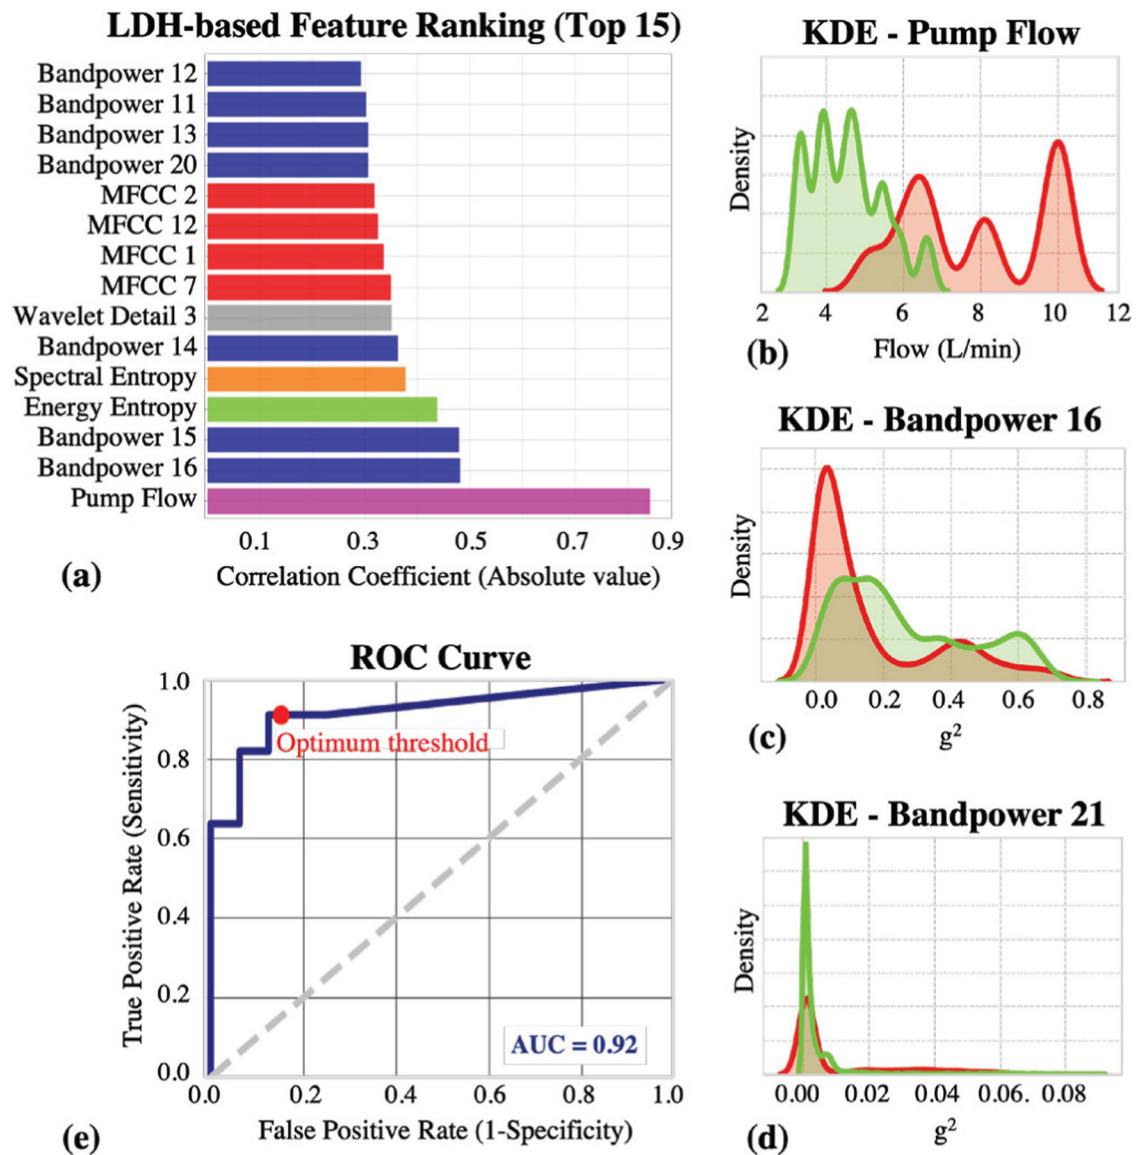 LDH-based Feature Ranking (Top 15)
Bandpower 12
Bandpower 11
Bandpower 13
Bandpower 20
MFCC 2
MFCC 12
MFCC 1
MFCC 7
Wavelet Detail 3
Bandpower 14
Spectral Entropy
Energy Entropy
Bandpower 15
Bandpower 16
Pump Flow
0.1 0.3 0.5 0.7 0.9
(a) Correlation Coefficient (Absolute value)
KDE - Pump Flow
Density
2 4 6 8 10 12
(b) Flow (L/min)
KDE - Bandpower 16
Density
0.0 0.2 0.4 0.6 0.8
(c) g²
KDE - Bandpower 21
Density
0.00 0.02 0.04 0.06. 0.08
(d) g²
ROC Curve
True Positive Rate (Sensitivity)
1.0
0.8
0.6
0.4
0.2
0.0
Optimum threshold
AUC = 0.92
0.0 0.2 0.4 0.6 0.8 1.0
(e) False Positive Rate (1-Specificity)